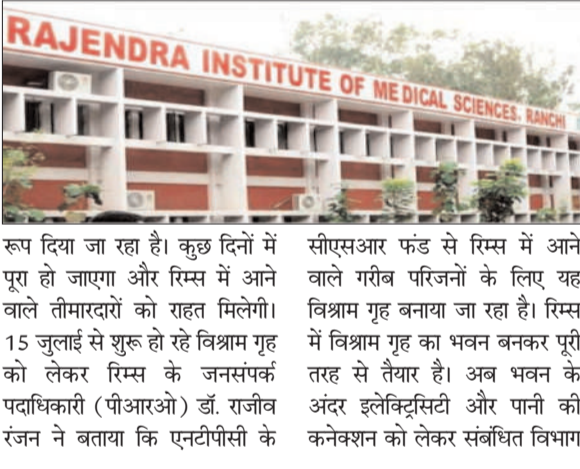 RAJENDRA INSTITUTE OF MEDICAL SCIENCES, RANCHI
रूप दिया जा रहा है। कुछ दिनों में
पूरा हो जाएगा और रिम्स में आने
वाले तीमारदारों को राहत मिलेगी।
15 जुलाई से शुरू हो रहे विश्राम गृह
को लेकर रिम्स के जनसंपर्क
पदाधिकारी (पीआरओ) डॉ. राजीव
रंजन ने बताया कि एनटीपीसी के
सीएसआर फंड से रिम्स में आने
वाले गरीब परिजनों के लिए यह
विश्राम गृह बनाया जा रहा है। रिम्स
में विश्राम गृह का भवन बनकर पूरी
तरह से तैयार है। अब भवन के
अंदर इलेक्ट्रिसिटी और पानी की
कनेक्शन को लेकर संबंधित विभाग